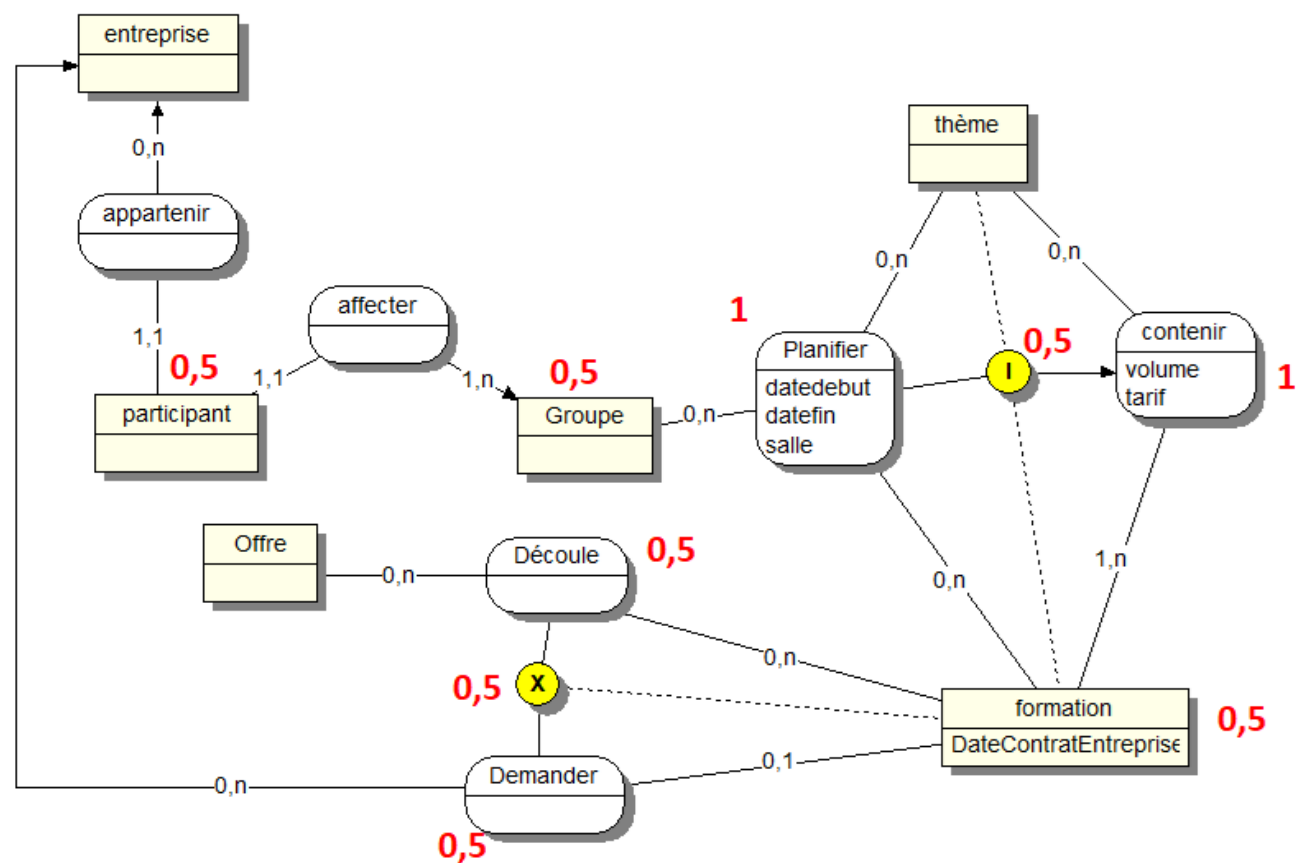 entreprise
0,n
appartenir
1,1
0,5
participant
affecter
1,1
1,n
0,5
Groupe
0,n
thème
0,n
0,n
1
Planifier
datedebut
datefin
salle
I
0,5
contenir
volume
tarif
1
0,n
1,n
Offre
0,n
Découle
0,5
0,n
0,5
X
formation
DateContratEntreprise
0,5
0,1
Demander
0,n
0,5